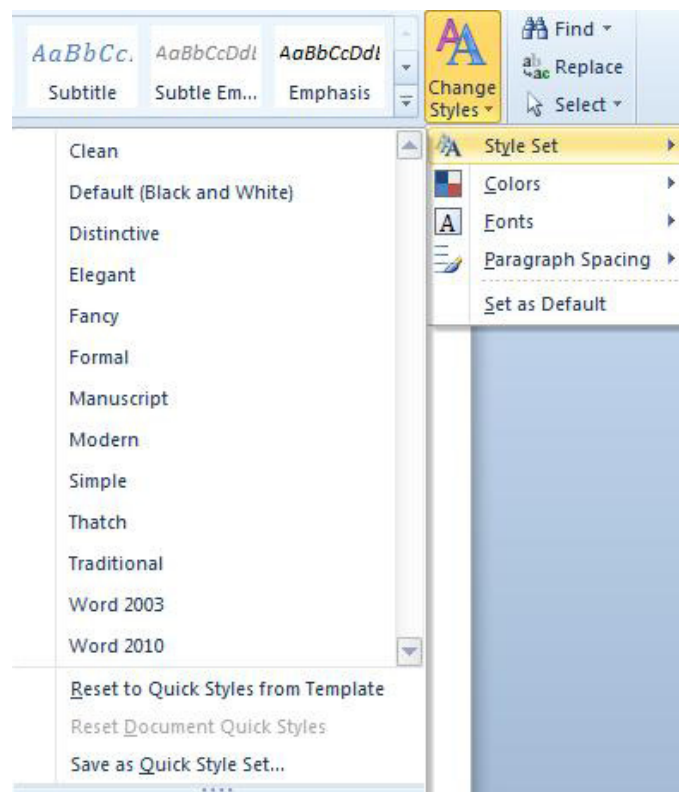 AaBbCc.
AaBbCcDdl
AaBbCcDdl
Subtitle
Subtle Em...
Emphasis
Change
Styles
Find
Replace
Select
Style Set
Colors
Fonts
Paragraph Spacing
Set as Default
Clean
Default (Black and White)
Distinctive
Elegant
Fancy
Formal
Manuscript
Modern
Simple
Thatch
Traditional
Word 2003
Word 2010
Reset to Quick Styles from Template
Reset Document Quick Styles
Save as Quick Style Set...